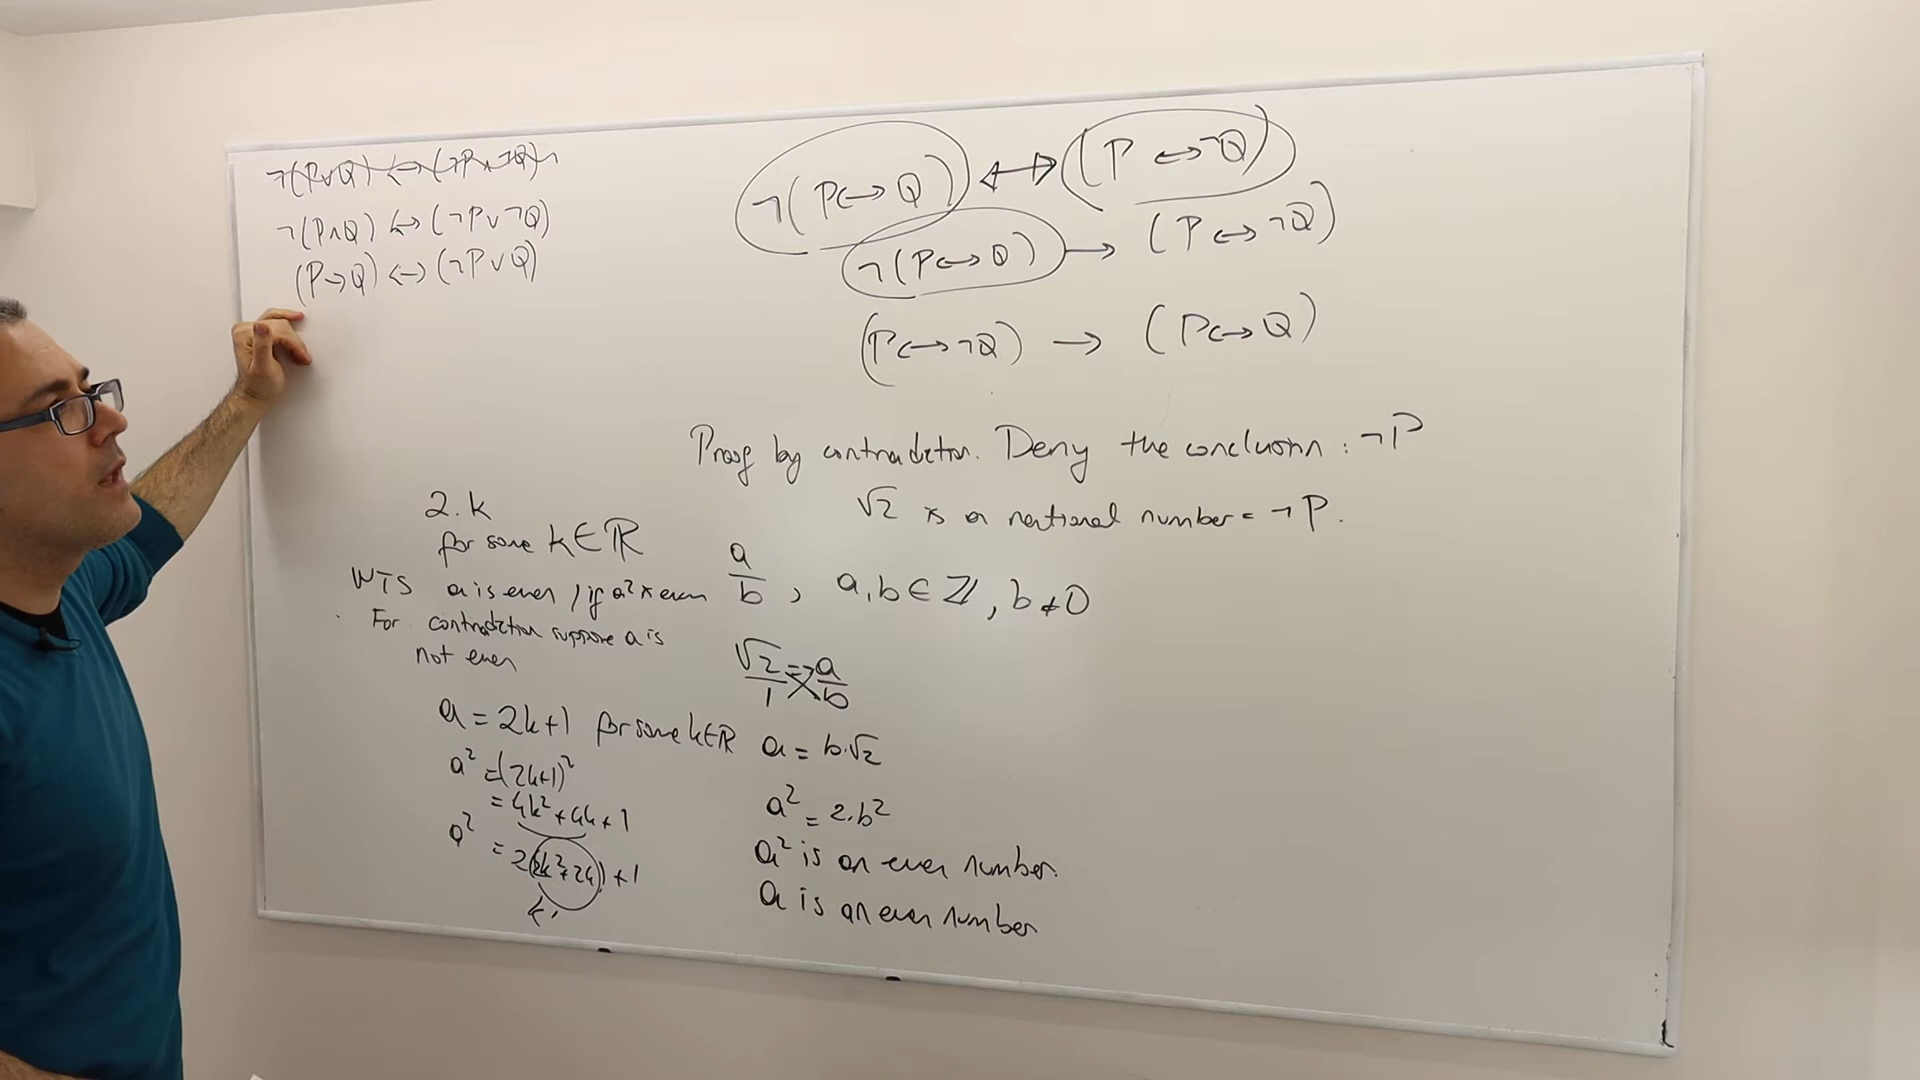 ¬(P∨Q) ↔ (¬P∧¬Q)
¬(P∧Q) ↔ (¬P∨¬Q)
(P→Q) ↔ (¬P∨Q)
¬(P↔Q) ↔ (P↔¬Q)
¬(P↔Q) → (P↔¬Q)
(P↔¬Q) → (P↔Q)
Proof by contradiction. Deny the conclusion : ¬P
√2 is a rational number = ¬P.
a/b , a,b ∈ ℤ, b≠0
√2/1 = a/b
a = b.√2
a² = 2.b²
a² is an even number.
a is an even number
2.k
for some k∈ℝ
WTS a is even, if a² is even
For contradiction suppose a is
not even
a = 2k+1 for some k∈ℝ
a² = (2k+1)²
= 4k²+4k+1
a² = 2(2k²+2k)+1